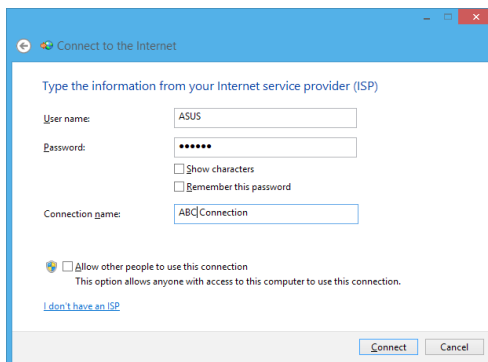 Connect to the Internet
Type the information from your Internet service provider (ISP)
User name: ASUS
Password: ••••••
Show characters
Remember this password
Connection name: ABC Connection
Allow other people to use this connection
This option allows anyone with access to this computer to use this connection.
I don't have an ISP
Connect Cancel